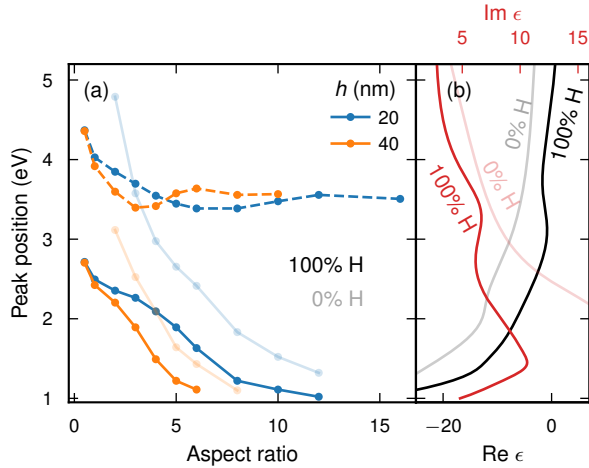 Im ϵ
5 10 15
(a)
h (nm)
20
40
(b)
0% H
100% H
0% H
100% H
100% H
0% H
5
4
3
2
1
Peak position (eV)
0 5 10 15
Aspect ratio
−20 0
Re ϵ